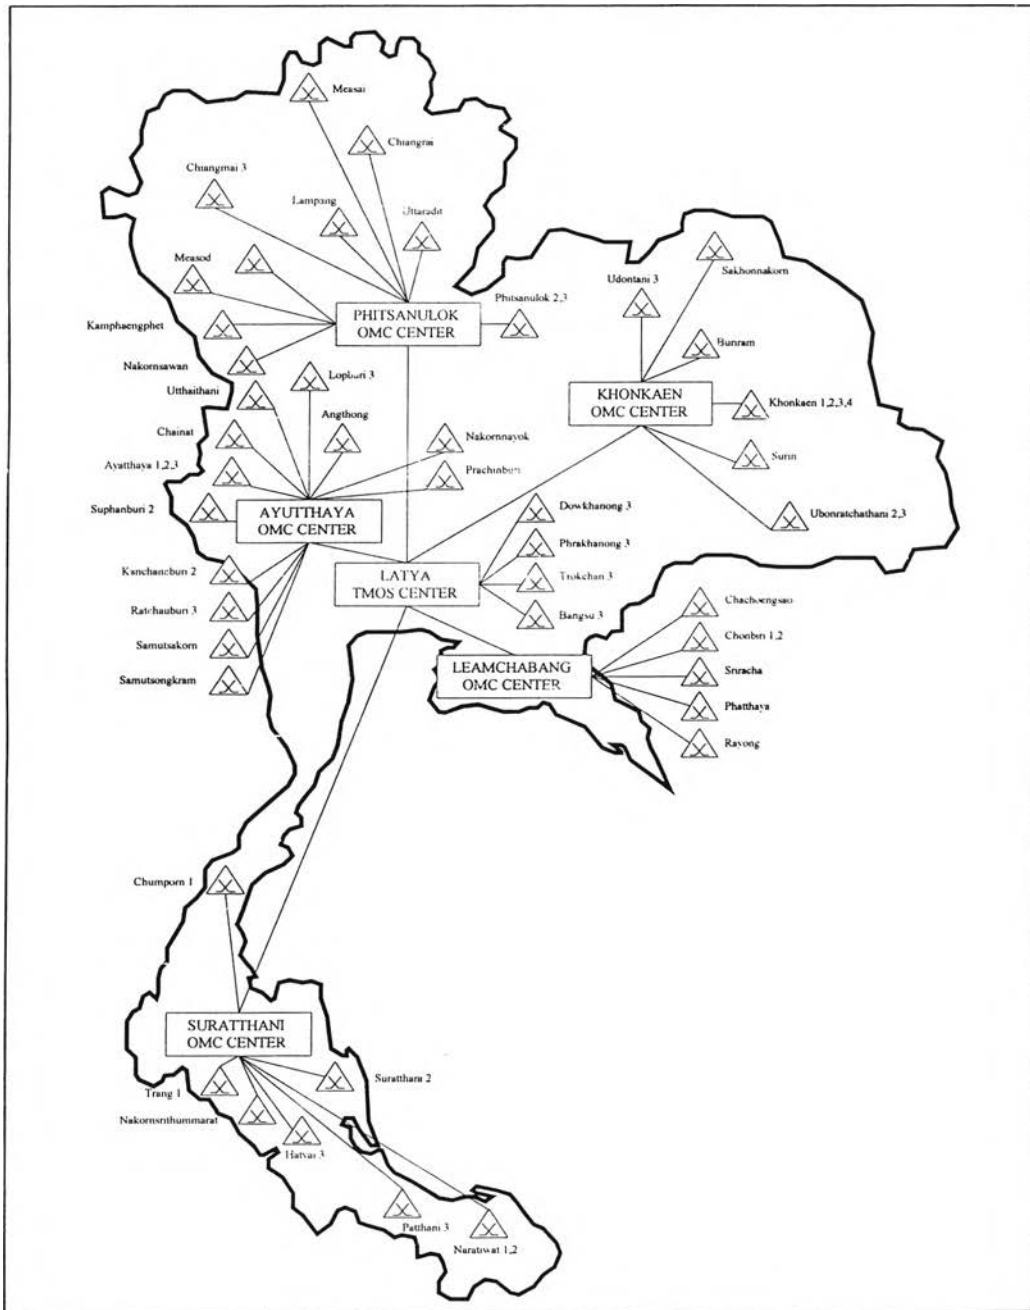 Measai
Chiangrai
Chiangmai 3
Lampang
Uttaradit
Measod
Sakhonnakorn
Udontani 3
Phitsanulok 2,3
PHITSANULOK
OMC CENTER
Kamphaengphet
Bunram
Nakornsawan
Lopburi 3
Utthaithani
KHONKAEN
OMC CENTER
Khonkaen 1,2,3,4
Angthong
Chainat
Nakornnayok
Surin
Ayatthaya 1,2,3
Prachinburi
Suphanburi 2
AYUTTHAYA
OMC CENTER
Dowkhanong 3
Ubonratchathani 2,3
Phrakhanong 3
Kanchanaburi 2
LATYA
TMOS CENTER
Trokchan 3
Ratchauburi 3
Bangsu 3
Chachoengsao
Chonbiri 1,2
Samutsakorn
LEAMCHABANG
OMC CENTER
Sriracha
Samutsongkram
Phatthaya
Rayong
Chumporn 1
SURATTHANI
OMC CENTER
Suratthara 2
Trang 1
Nakornsrithummarat
Hatyai 3
Patthani 3
Naratiwat 1,2